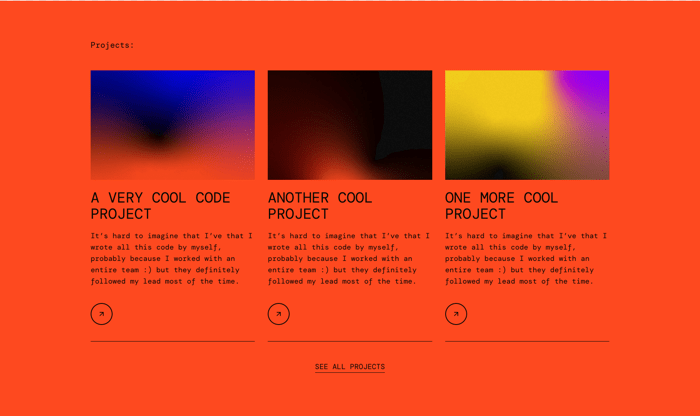 Projects:
A VERY COOL CODE
PROJECT
It's hard to imagine that I've that I
wrote all this code by myself,
probably because I worked with an
entire team :) but they definitely
followed my lead most of the time.
ANOTHER COOL
PROJECT
It's hard to imagine that I've that I
wrote all this code by myself,
probably because I worked with an
entire team :) but they definitely
followed my lead most of the time.
ONE MORE COOL
PROJECT
It's hard to imagine that I've that I
wrote all this code by myself,
probably because I worked with an
entire team :) but they definitely
followed my lead most of the time.
SEE ALL PROJECTS